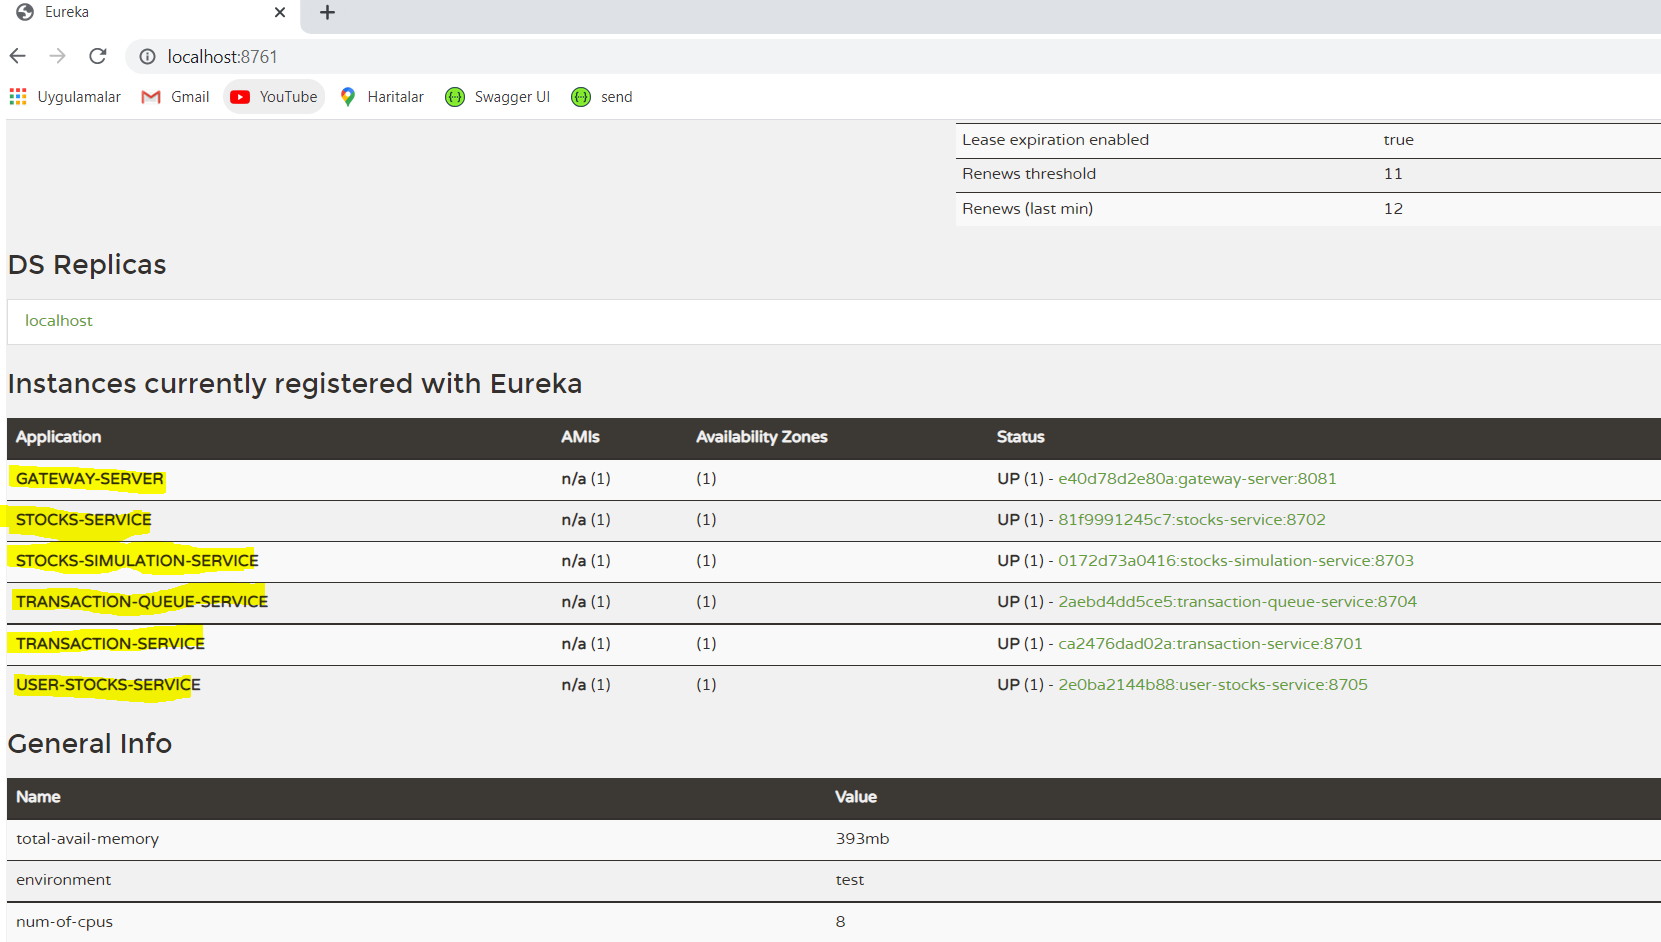 Eureka
localhost:8761
Uygulamalar Gmail YouTube Haritalar Swagger UI send
Lease expiration enabled true
Renews threshold 11
Renews (last min) 12
DS Replicas
localhost
Instances currently registered with Eureka
Application AMIs Availability Zones Status
GATEWAY-SERVER n/a (1) (1) UP (1) - e40d78d2e80a:gateway-server:8081
STOCKS-SERVICE n/a (1) (1) UP (1) - 81f9991245c7:stocks-service:8702
STOCKS-SIMULATION-SERVICE n/a (1) (1) UP (1) - 0172d73a0416:stocks-simulation-service:8703
TRANSACTION-QUEUE-SERVICE n/a (1) (1) UP (1) - 2aebd4dd5ce5:transaction-queue-service:8704
TRANSACTION-SERVICE n/a (1) (1) UP (1) - ca2476dad02a:transaction-service:8701
USER-STOCKS-SERVICE n/a (1) (1) UP (1) - 2e0ba2144b88:user-stocks-service:8705
General Info
Name Value
total-avail-memory 393mb
environment test
num-of-cpus 8